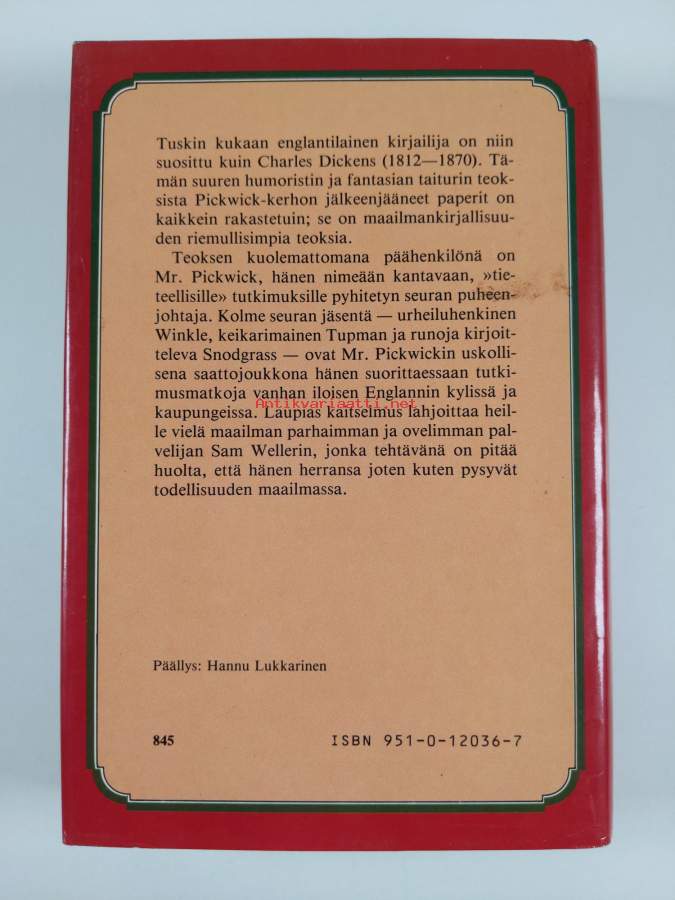 Tuskin kukaan englantilainen kirjailija on niin
suosittu kuin Charles Dickens (1812—1870). Tä-
män suuren humoristin ja fantasian taiturin teok-
sista Pickwick-kerhon jälkeenjääneet paperit on
kaikkein rakastetuin; se on maailmankirjallisuu-
den riemullisimpia teoksia.
Teoksen kuolemattomana päähenkilönä on
Mr. Pickwick, hänen nimeään kantavaan, »tie-
teellisille» tutkimuksille pyhitetyn seuran puheen-
johtaja. Kolme seuran jäsentä — urheiluhenkinen
Winkle, keikarimainen Tupman ja runoja kirjoit-
televa Snodgrass — ovat Mr. Pickwickin uskolli-
sena saattojoukkona hänen suorittaessaan tutki-
musmatkoja vanhan iloisen Englannin kylissä ja
kaupungeissa. Laupias kaitselmus lahjoittaa heil-
Antikvariaatti.net
le vielä maailman parhaimman ja ovelimman pal-
velijan Sam Wellerin, jonka tehtävänä on pitää
huolta, että hänen herransa joten kuten pysyvät
todellisuuden maailmassa.
Päällys: Hannu Lukkarinen
845 ISBN 951-0-12036-7